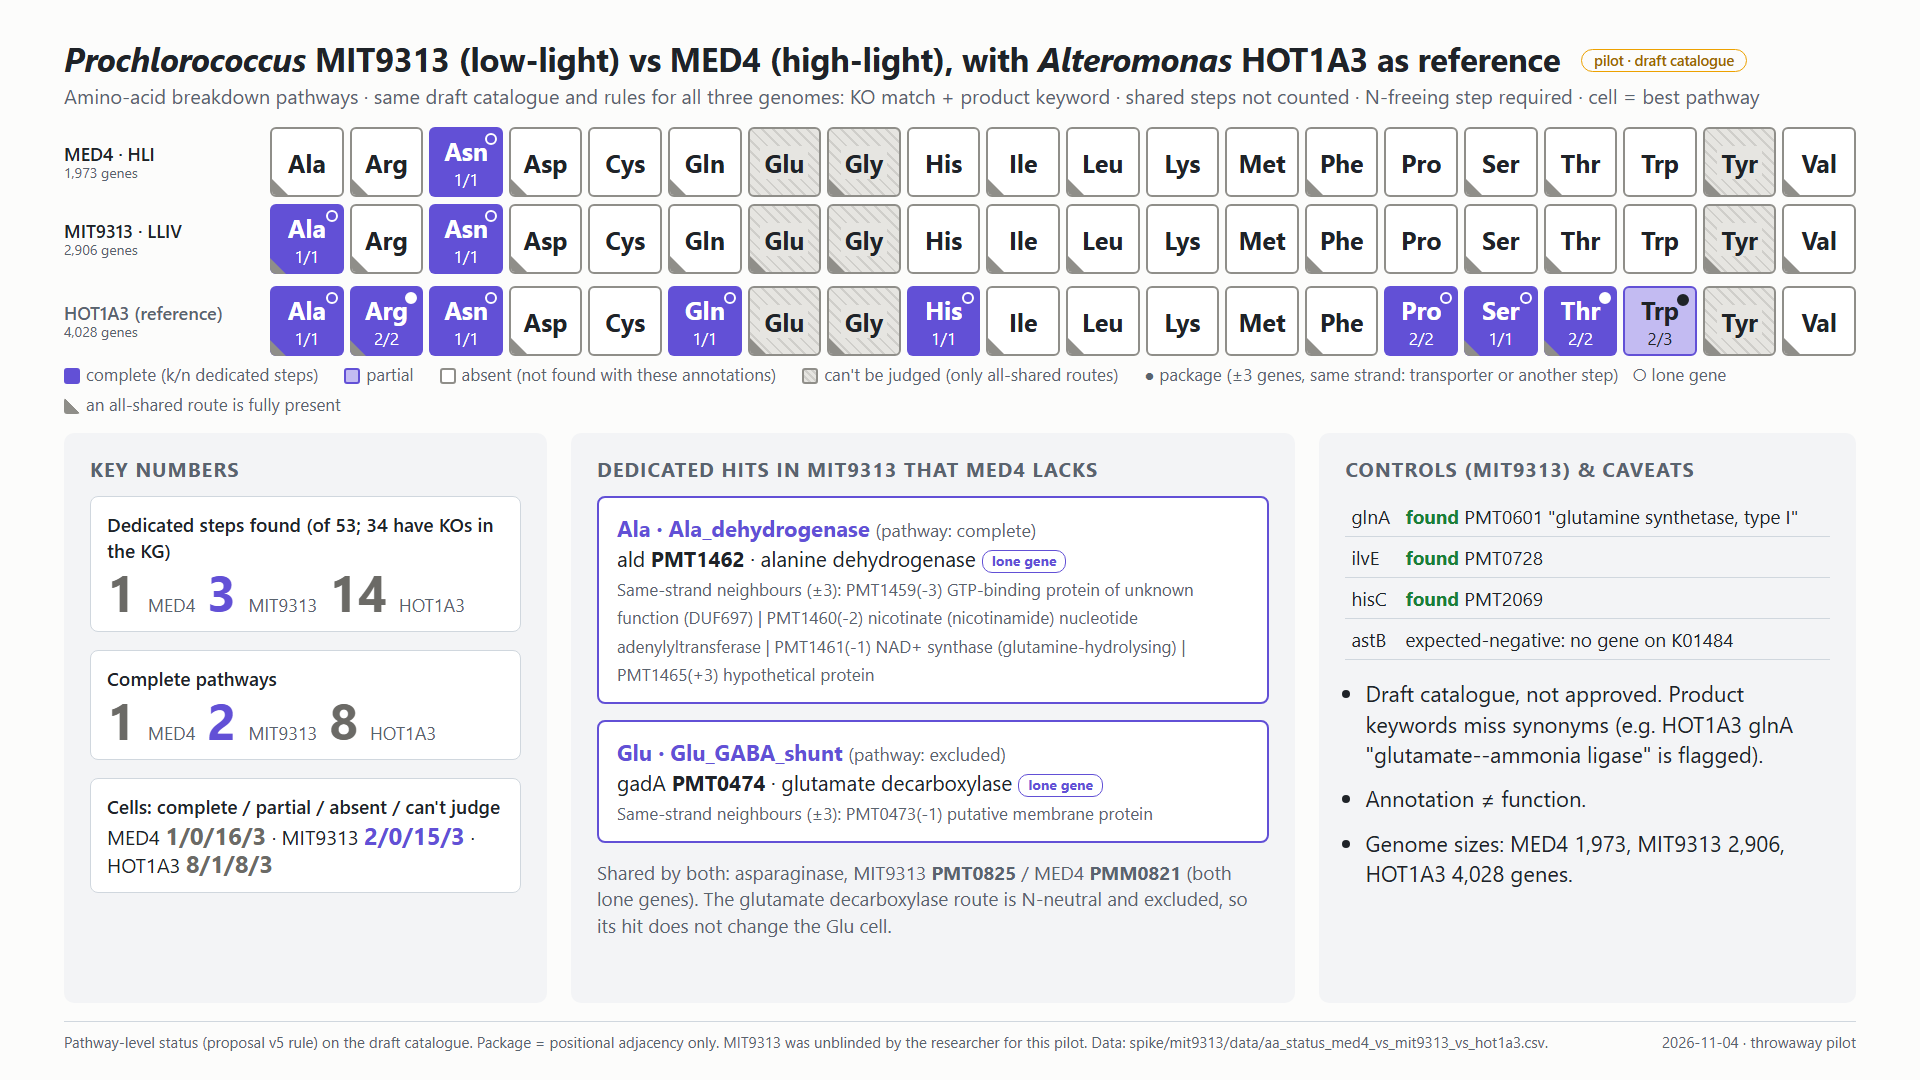 Prochlorococcus MIT9313 (low-light) vs MED4 (high-light), with Alteromonas HOT1A3 as reference
pilot · draft catalogue
Amino-acid breakdown pathways · same draft catalogue and rules for all three genomes: KO match + product keyword · shared steps not counted · N-freeing step required · cell = best pathway
MED4 · HLI
1,973 genes
Ala Arg Asn 1/1 Asp Cys Gln Glu Gly His Ile Leu Lys Met Phe Pro Ser Thr Trp Tyr Val
MIT9313 · LLIV
2,906 genes
Ala 1/1 Arg Asn 1/1 Asp Cys Gln Glu Gly His Ile Leu Lys Met Phe Pro Ser Thr Trp Tyr Val
HOT1A3 (reference)
4,028 genes
Ala 1/1 Arg 2/2 Asn 1/1 Asp Cys Gln 1/1 Glu Gly His 1/1 Ile Leu Lys Met Phe Pro 2/2 Ser 1/1 Thr 2/2 Trp 2/3 Tyr Val
complete (k/n dedicated steps) partial absent (not found with these annotations) can't be judged (only all-shared routes) ● package (±3 genes, same strand: transporter or another step) ○ lone gene
an all-shared route is fully present
KEY NUMBERS
Dedicated steps found (of 53; 34 have KOs in
the KG)
1 MED4 3 MIT9313 14 HOT1A3
Complete pathways
1 MED4 2 MIT9313 8 HOT1A3
Cells: complete / partial / absent / can't judge
MED4 1/0/16/3 · MIT9313 2/0/15/3 ·
HOT1A3 8/1/8/3
DEDICATED HITS IN MIT9313 THAT MED4 LACKS
Ala · Ala_dehydrogenase (pathway: complete)
ald PMT1462 · alanine dehydrogenase lone gene
Same-strand neighbours (±3): PMT1459(-3) GTP-binding protein of unknown
function (DUF697) | PMT1460(-2) nicotinate (nicotinamide) nucleotide
adenylyltransferase | PMT1461(-1) NAD+ synthase (glutamine-hydrolysing) |
PMT1465(+3) hypothetical protein
Glu · Glu_GABA_shunt (pathway: excluded)
gadA PMT0474 · glutamate decarboxylase lone gene
Same-strand neighbours (±3): PMT0473(-1) putative membrane protein
Shared by both: asparaginase, MIT9313 PMT0825 / MED4 PMM0821 (both
lone genes). The glutamate decarboxylase route is N-neutral and excluded, so
its hit does not change the Glu cell.
CONTROLS (MIT9313) & CAVEATS
glnA found PMT0601 "glutamine synthetase, type I"
ilvE found PMT0728
hisC found PMT2069
astB expected-negative: no gene on K01484
• Draft catalogue, not approved. Product
keywords miss synonyms (e.g. HOT1A3 glnA
"glutamate--ammonia ligase" is flagged).
• Annotation ≠ function.
• Genome sizes: MED4 1,973, MIT9313 2,906,
HOT1A3 4,028 genes.
Pathway-level status (proposal v5 rule) on the draft catalogue. Package = positional adjacency only. MIT9313 was unblinded by the researcher for this pilot. Data: spike/mit9313/data/aa_status_med4_vs_mit9313_vs_hot1a3.csv.
2026-11-04 · throwaway pilot